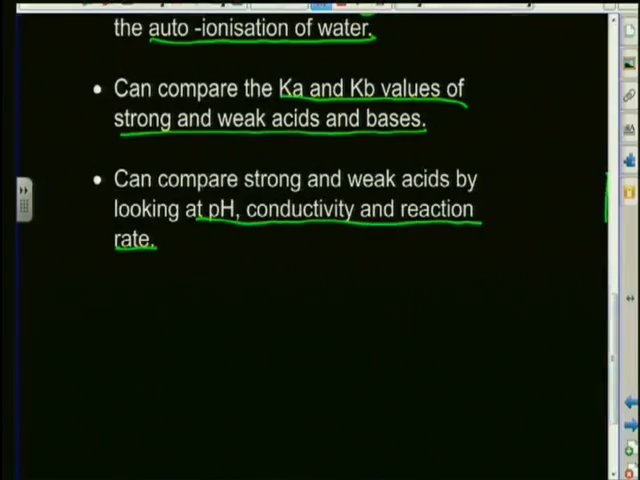 the auto -ionisation of water.
• Can compare the Ka and Kb values of
strong and weak acids and bases.
• Can compare strong and weak acids by
looking at pH, conductivity and reaction
rate.